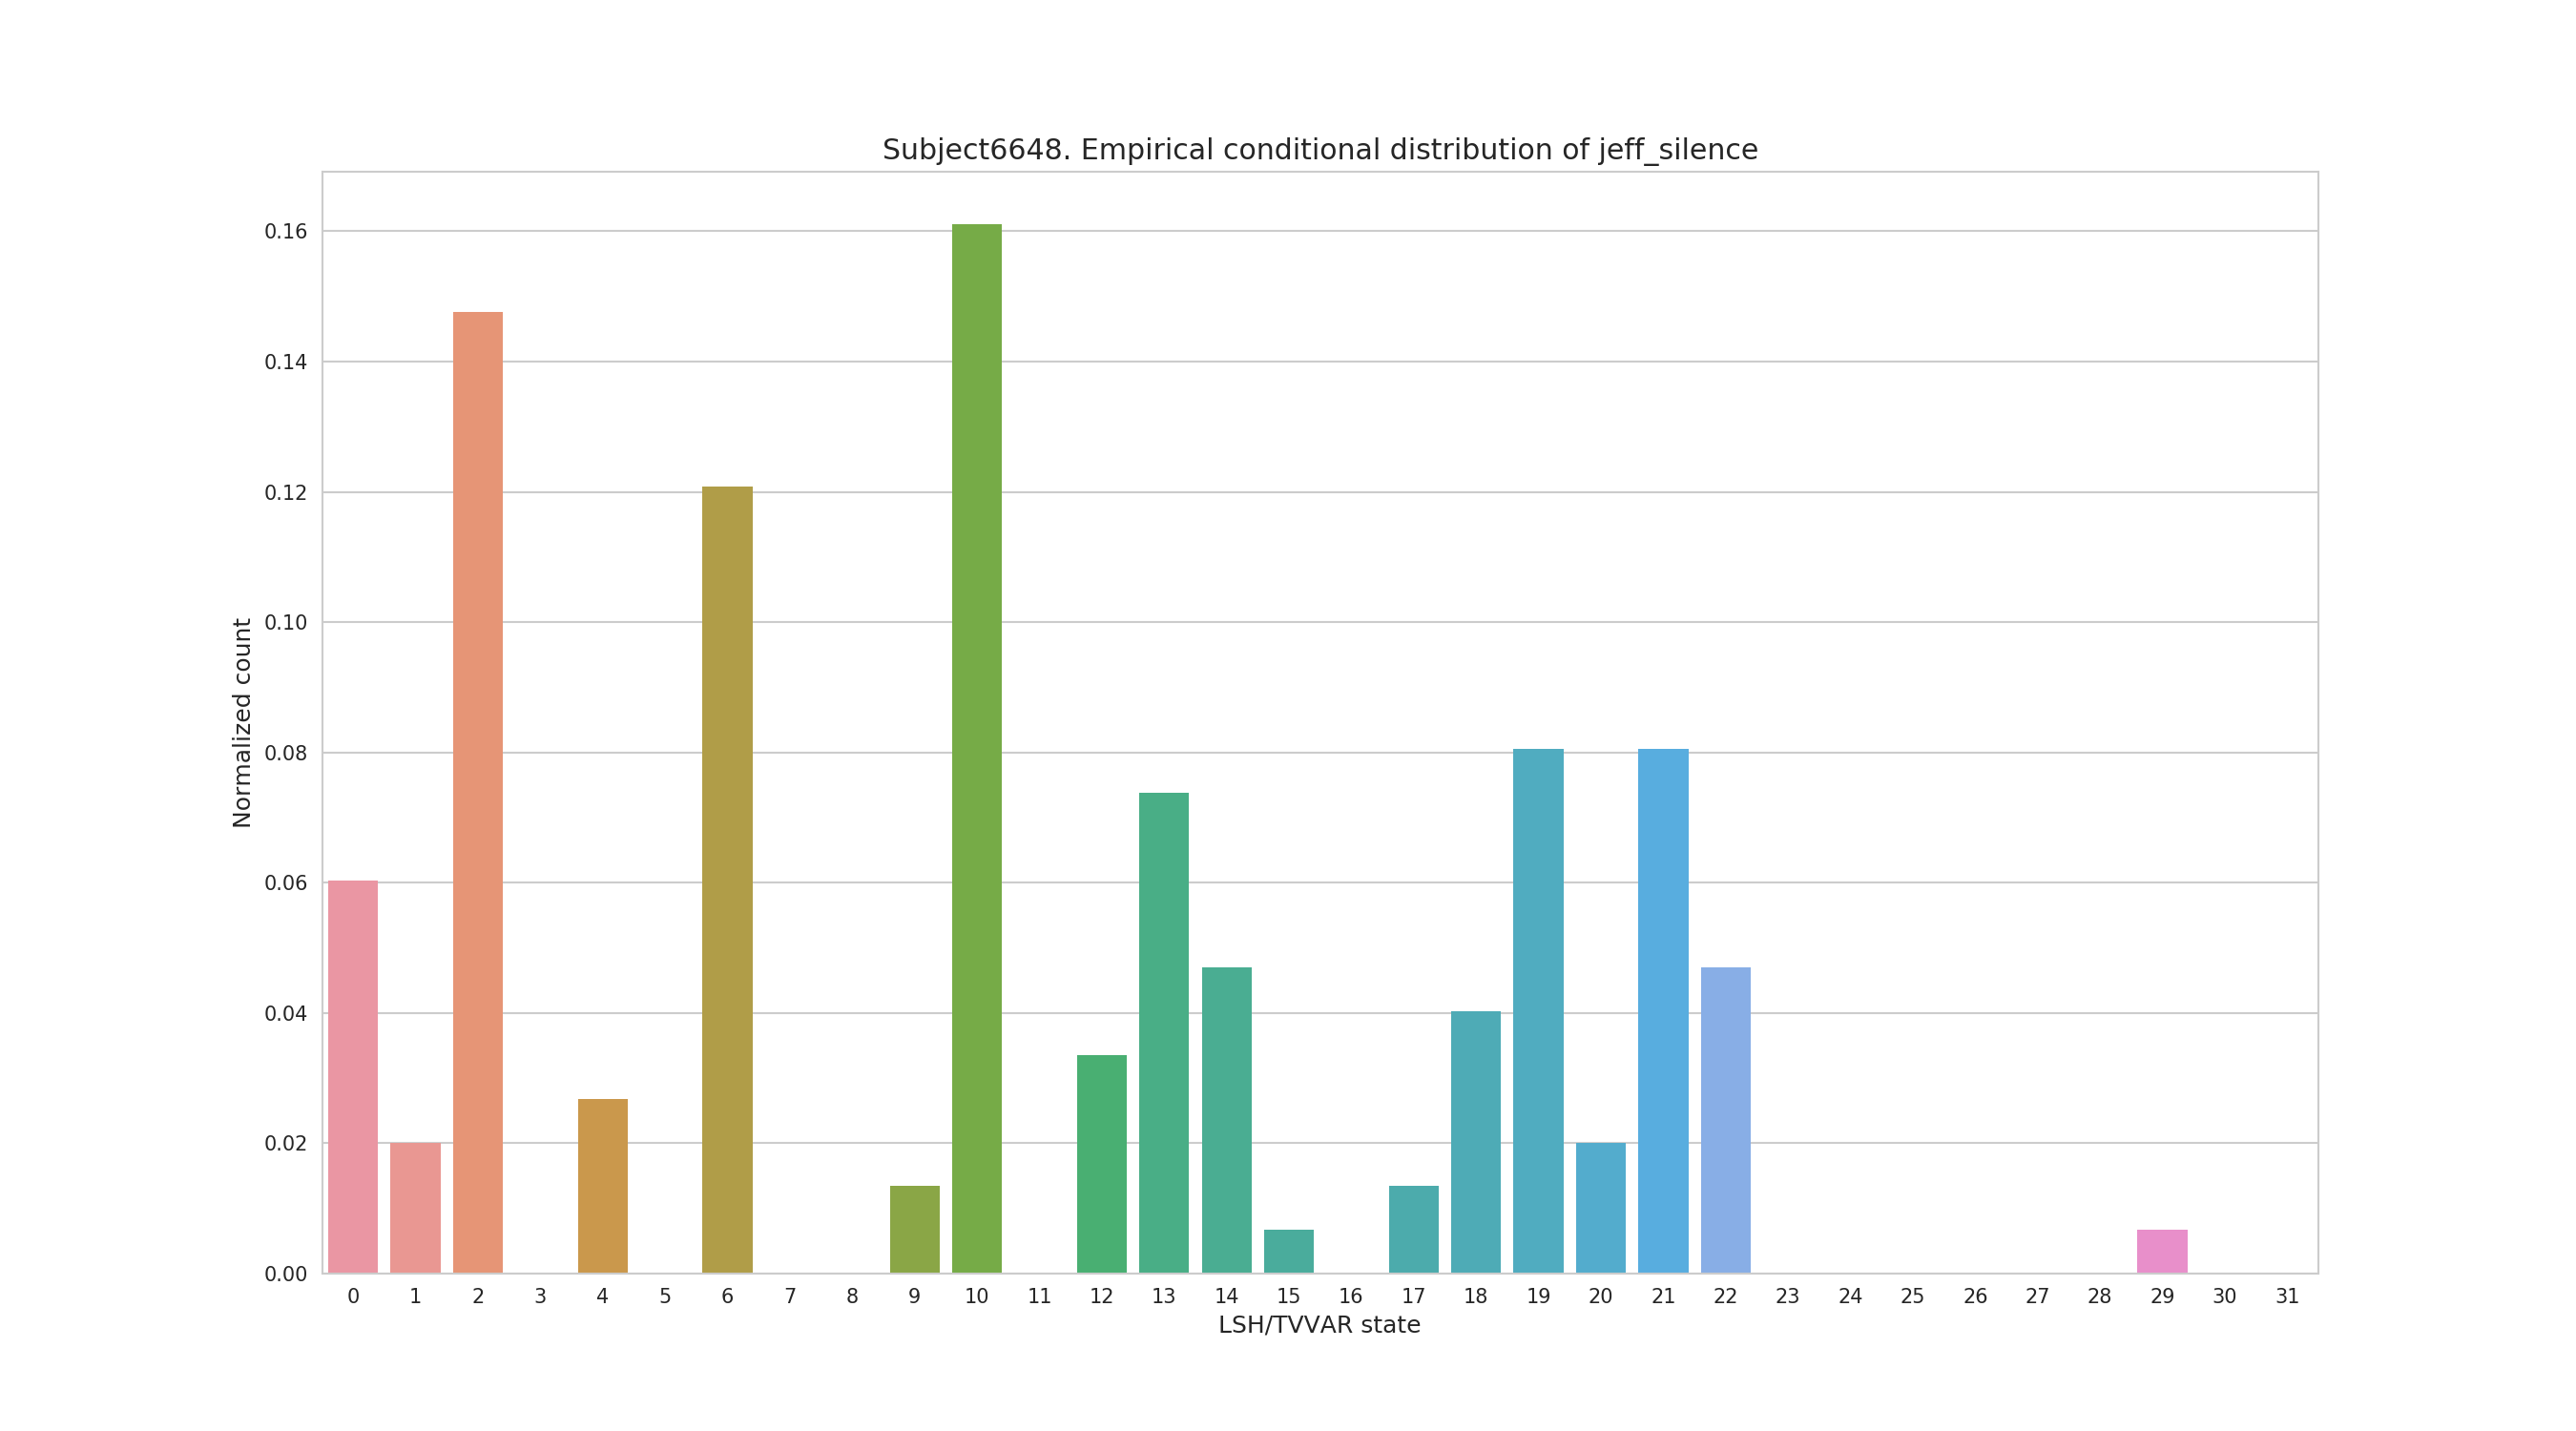 Subject6648. Empirical conditional distribution of jeff_silence
Normalized count
0.16
0.14
0.12
0.10
0.08
0.06
0.04
0.02
0.00
0 1 2 3 4 5 6 7 8 9 10 11 12 13 14 15 16 17 18 19 20 21 22 23 24 25 26 27 28 29 30 31
LSH/TVVAR state